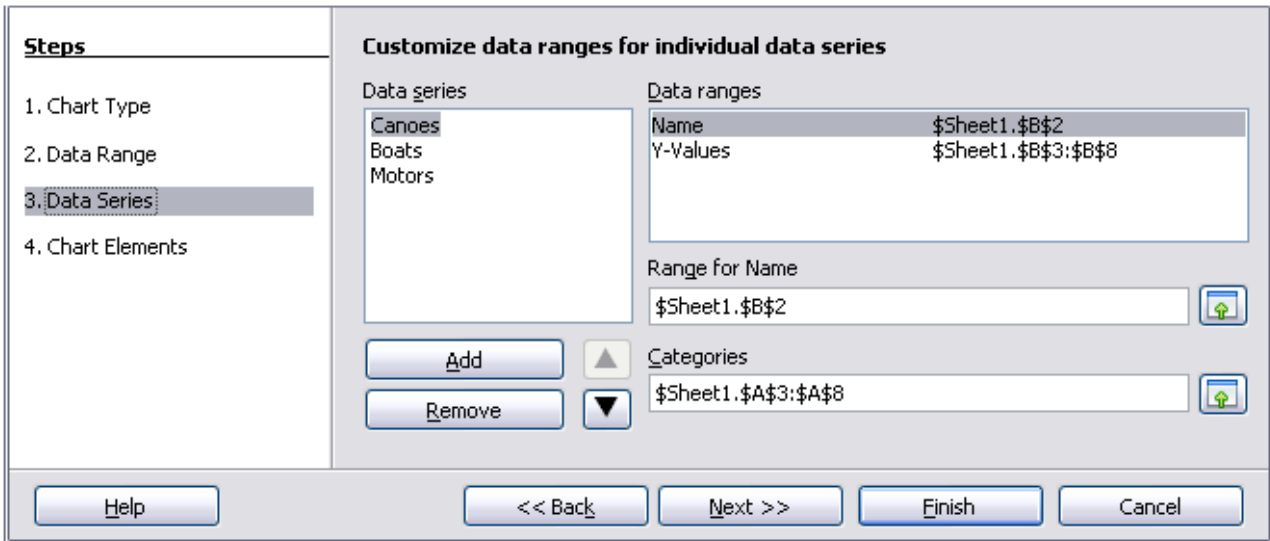 Steps
1. Chart Type
2. Data Range
3. Data Series
4. Chart Elements
Customize data ranges for individual data series
Data series
Canoes
Boats
Motors
Add
Remove
Data ranges
Name $Sheet1.$B$2
Y-Values $Sheet1.$B$3:$B$8
Range for Name
$Sheet1.$B$2
Categories
$Sheet1.$A$3:$A$8
Help
<< Back
Next >>
Finish
Cancel